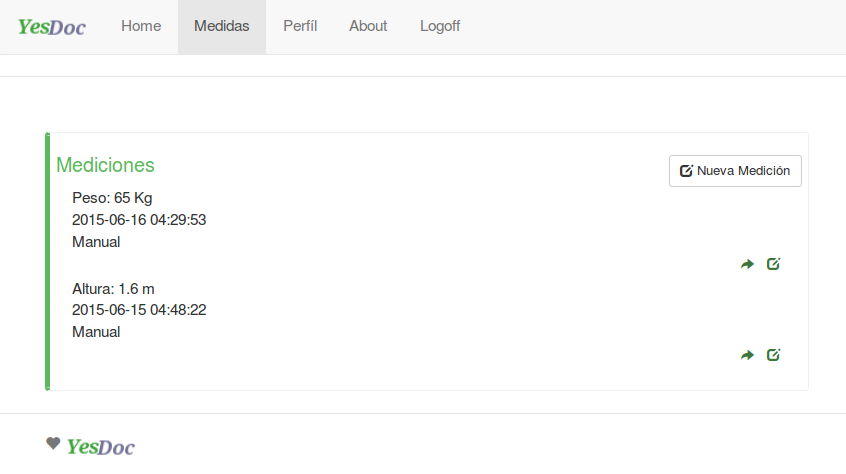 YesDoc Home Medidas Perfíl About Logoff
Mediciones
Nueva Medición
Peso: 65 Kg
2015-06-16 04:29:53
Manual
Altura: 1.6 m
2015-06-15 04:48:22
Manual
YesDoc